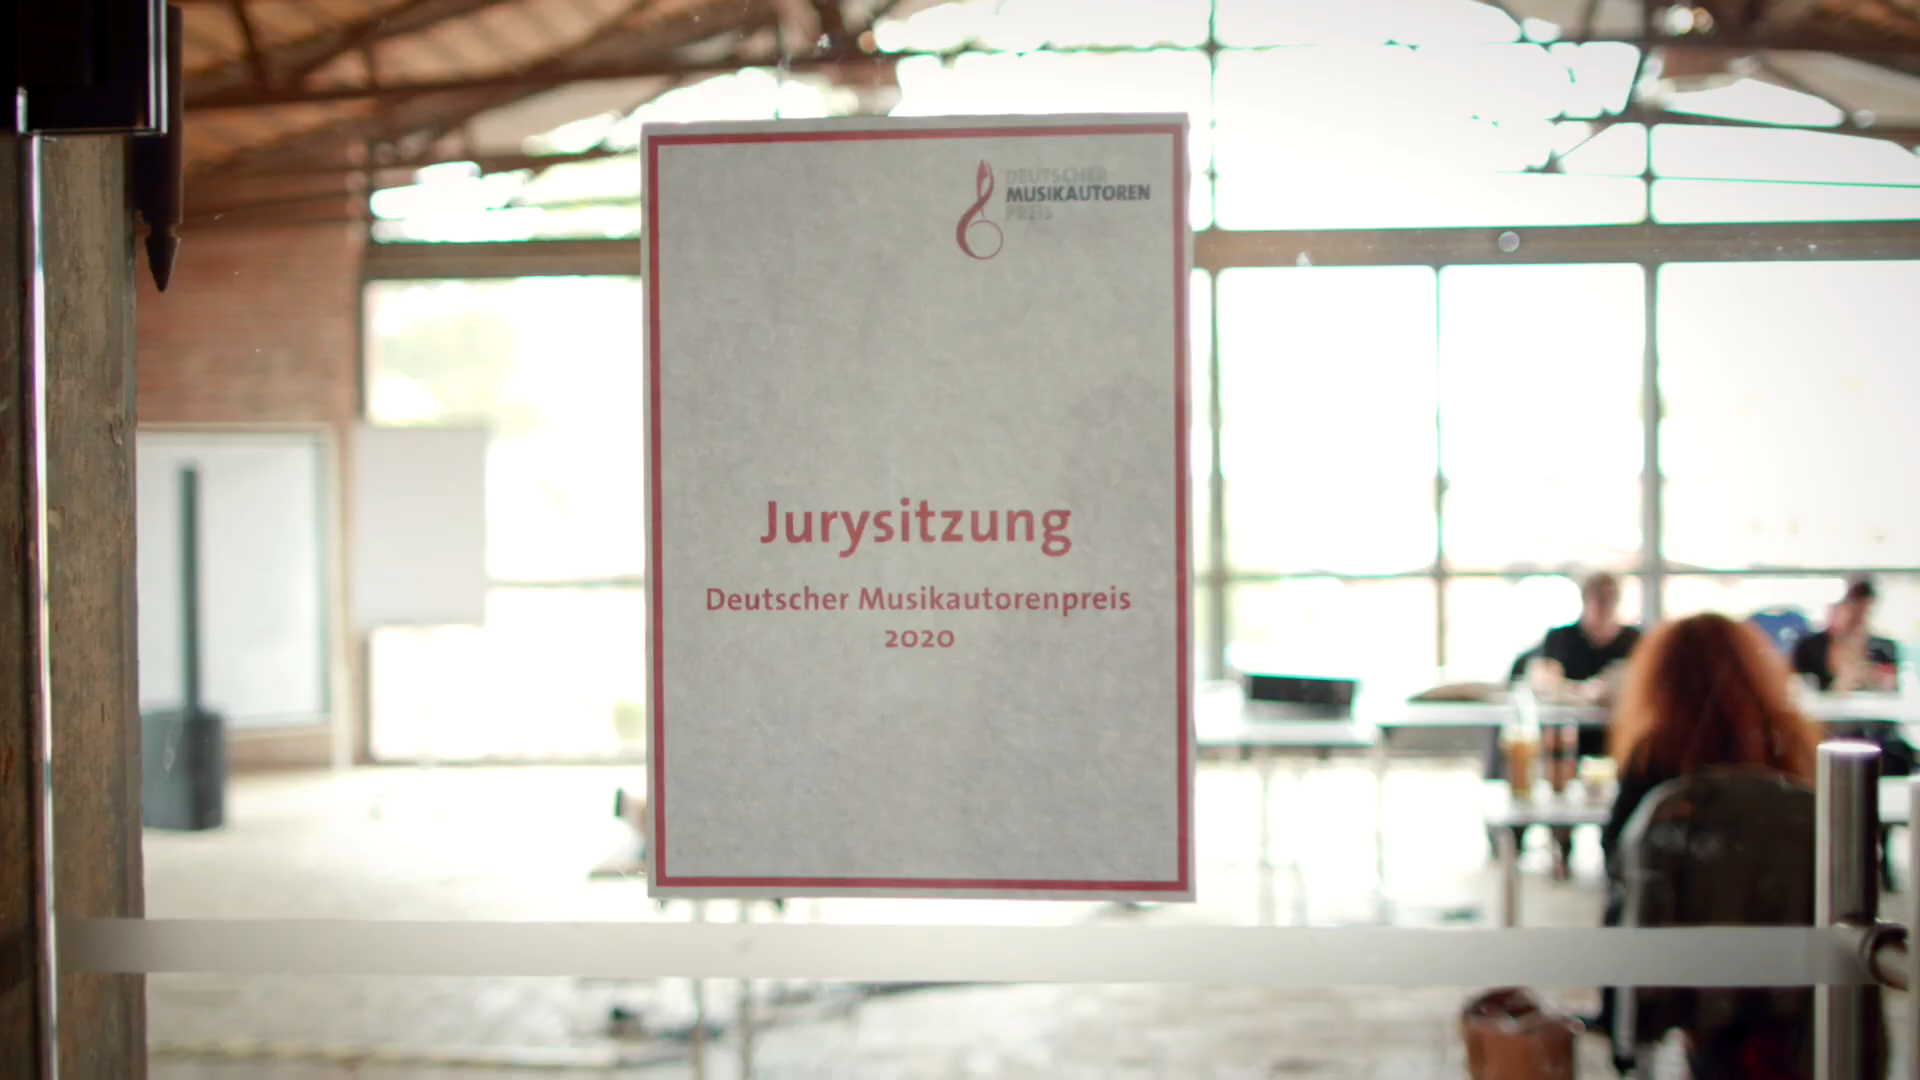 DEUTSCHER
MUSIKAUTOREN
PREIS
Jurysitzung
Deutscher Musikautorenpreis
2020